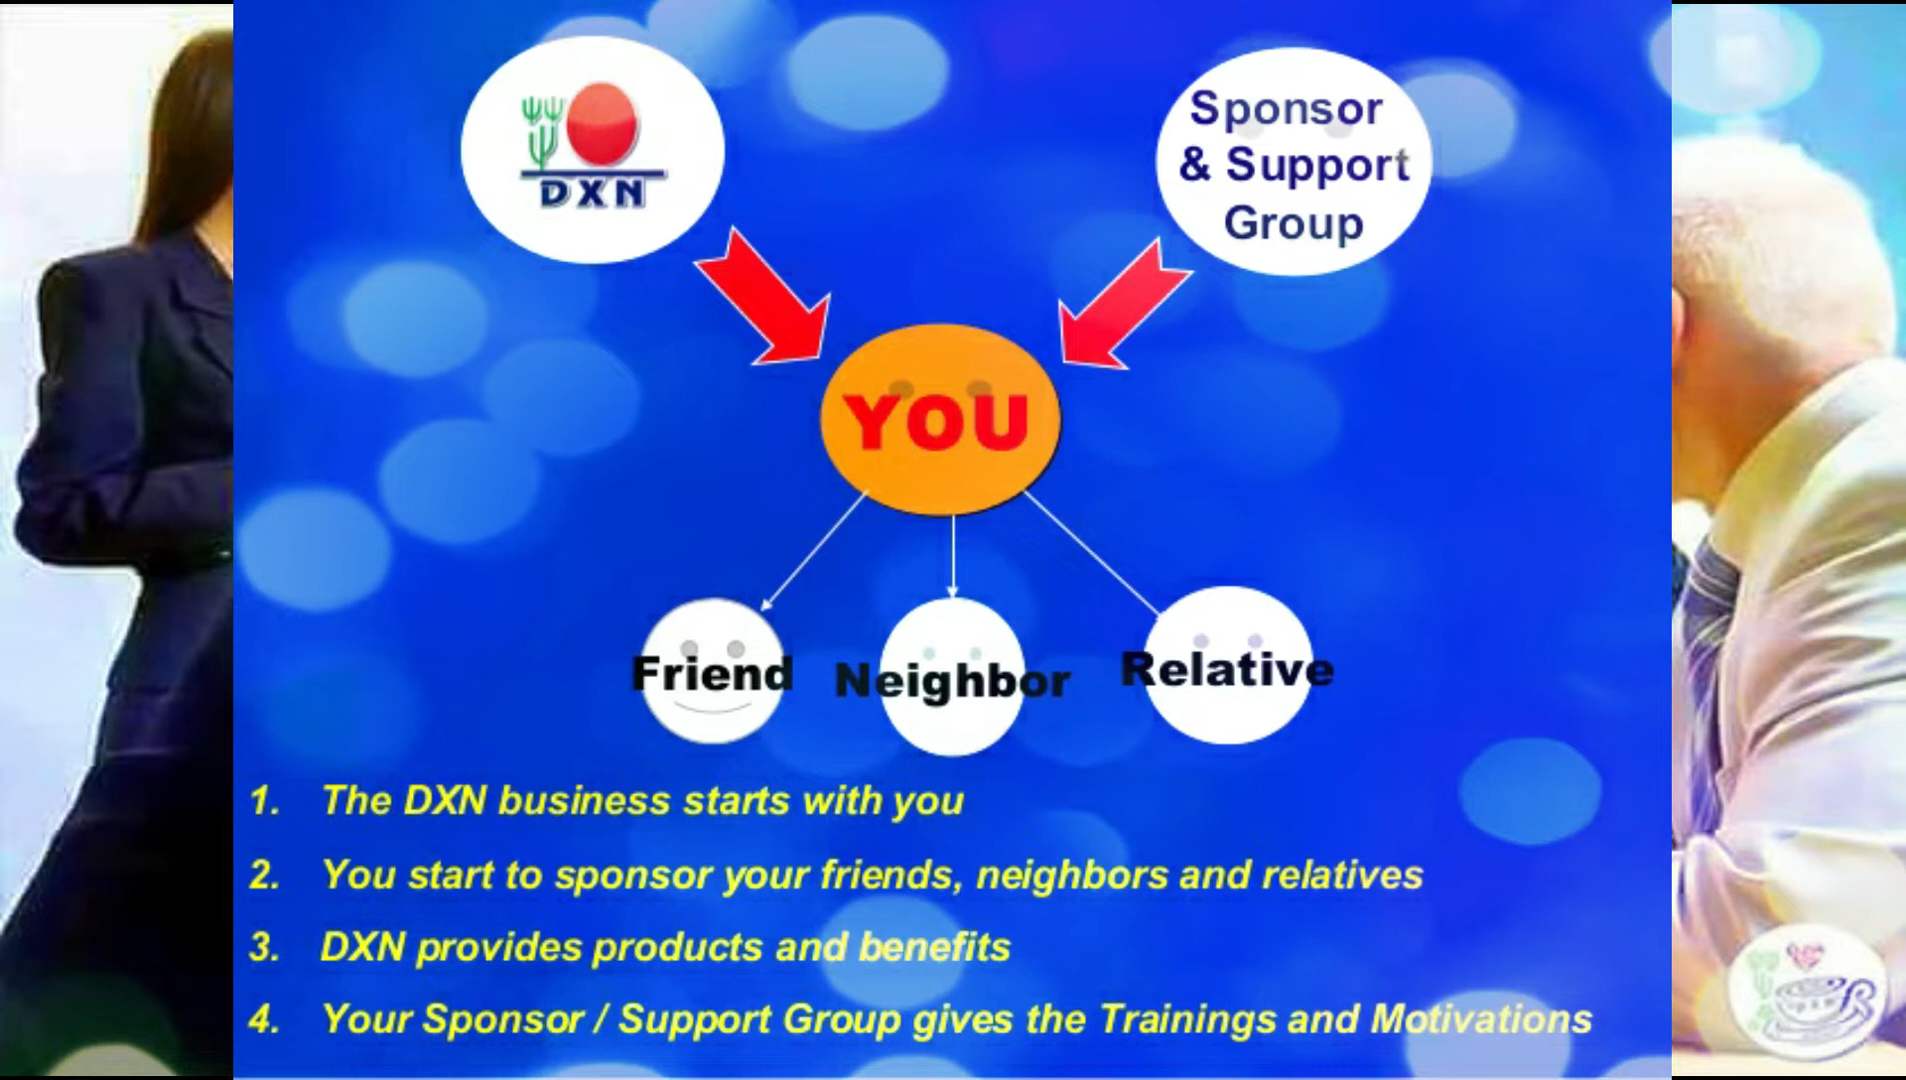 DXN
Sponsor
& Support
Group
YOU
Friend
Neighbor
Relative
1. The DXN business starts with you
2. You start to sponsor your friends, neighbors and relatives
3. DXN provides products and benefits
4. Your Sponsor / Support Group gives the Trainings and Motivations